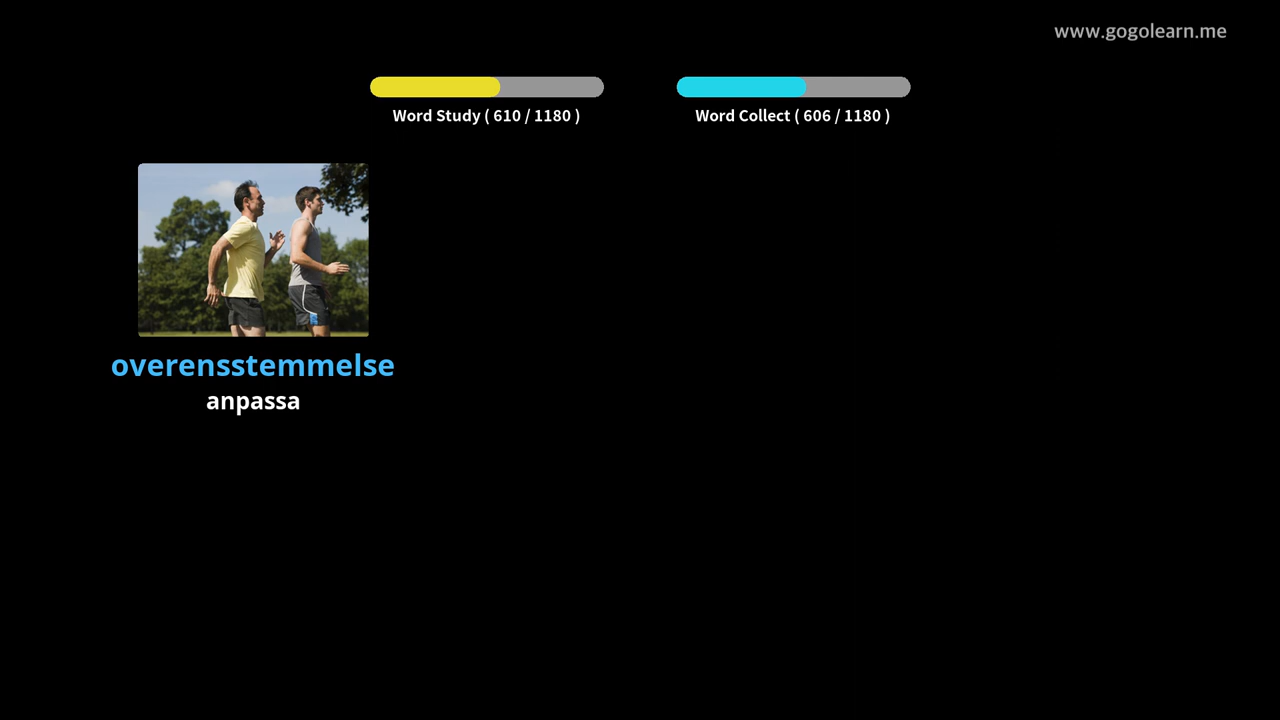 www.gogolearn.me
Word Study ( 610 / 1180 )
Word Collect ( 606 / 1180 )
overensstemmelse
anpassa